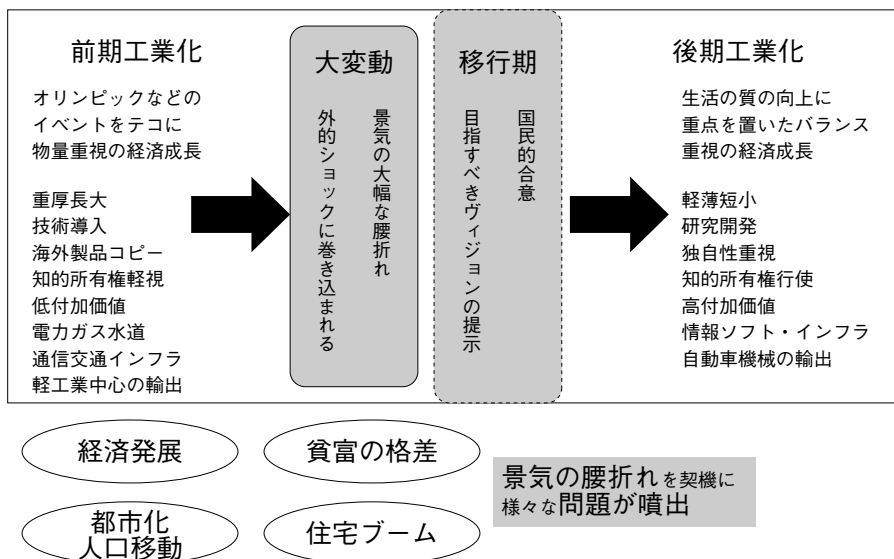 前期工業化
オリンピックなどの
イベントをテコに
物量重視の経済成長
重厚長大
技術導入
海外製品コピー
知的所有権軽視
低付加価値
電力ガス水道
通信交通インフラ
軽工業中心の輸出
大変動
景気の大幅な腰折れ
外的ショックに巻き込まれる
移行期
国民的合意
目指すべきヴィジョンの提示
後期工業化
生活の質の向上に
重点を置いたバランス
重視の経済成長
軽薄短小
研究開発
独自性重視
知的所有権行使
高付加価値
情報ソフト・インフラ
自動車機械の輸出
経済発展
貧富の格差
都市化
人口移動
住宅ブーム
景気の腰折れを契機に
様々な問題が噴出